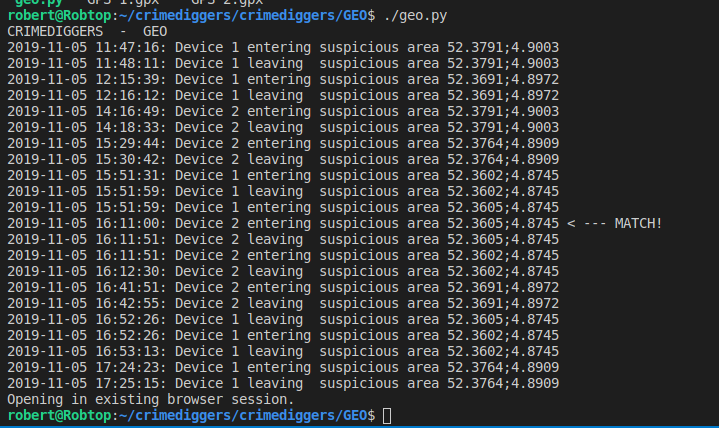 geo.py   GPS 1.gpx   GPS 2.gpx
robert@Robtop:~/crimediggers/crimediggers/GEO$ ./geo.py
CRIMEDIGGERS  -  GEO
2019-11-05 11:47:16: Device 1 entering suspicious area 52.3791;4.9003
2019-11-05 11:48:11: Device 1 leaving  suspicious area 52.3791;4.9003
2019-11-05 12:15:39: Device 1 entering suspicious area 52.3691;4.8972
2019-11-05 12:16:12: Device 1 leaving  suspicious area 52.3691;4.8972
2019-11-05 14:16:49: Device 2 entering suspicious area 52.3791;4.9003
2019-11-05 14:18:33: Device 2 leaving  suspicious area 52.3791;4.9003
2019-11-05 15:29:44: Device 2 entering suspicious area 52.3764;4.8909
2019-11-05 15:30:42: Device 2 leaving  suspicious area 52.3764;4.8909
2019-11-05 15:51:31: Device 1 entering suspicious area 52.3602;4.8745
2019-11-05 15:51:59: Device 1 leaving  suspicious area 52.3602;4.8745
2019-11-05 15:51:59: Device 1 entering suspicious area 52.3605;4.8745
2019-11-05 16:11:00: Device 2 entering suspicious area 52.3605;4.8745 < --- MATCH!
2019-11-05 16:11:51: Device 2 leaving  suspicious area 52.3605;4.8745
2019-11-05 16:11:51: Device 2 entering suspicious area 52.3602;4.8745
2019-11-05 16:12:30: Device 2 leaving  suspicious area 52.3602;4.8745
2019-11-05 16:41:51: Device 2 entering suspicious area 52.3691;4.8972
2019-11-05 16:42:55: Device 2 leaving  suspicious area 52.3691;4.8972
2019-11-05 16:52:26: Device 1 leaving  suspicious area 52.3605;4.8745
2019-11-05 16:52:26: Device 1 entering suspicious area 52.3602;4.8745
2019-11-05 16:53:13: Device 1 leaving  suspicious area 52.3602;4.8745
2019-11-05 17:24:23: Device 1 entering suspicious area 52.3764;4.8909
2019-11-05 17:25:15: Device 1 leaving  suspicious area 52.3764;4.8909
Opening in existing browser session.
robert@Robtop:~/crimediggers/crimediggers/GEO$